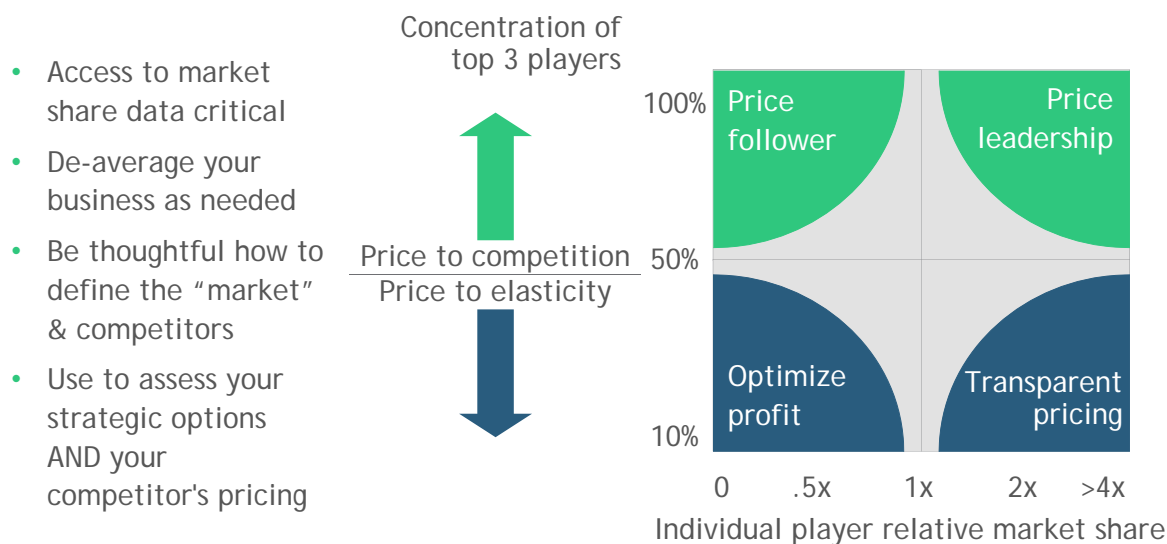 • Access to market
share data critical
• De-average your
business as needed
• Be thoughtful how to
define the “market”
& competitors
• Use to assess your
strategic options
AND your
competitor's pricing
Concentration of
top 3 players
Price to competition
Price to elasticity
100%
50%
10%
Price
follower
Price
leadership
Optimize
profit
Transparent
pricing
0 .5x 1x 2x >4x
Individual player relative market share